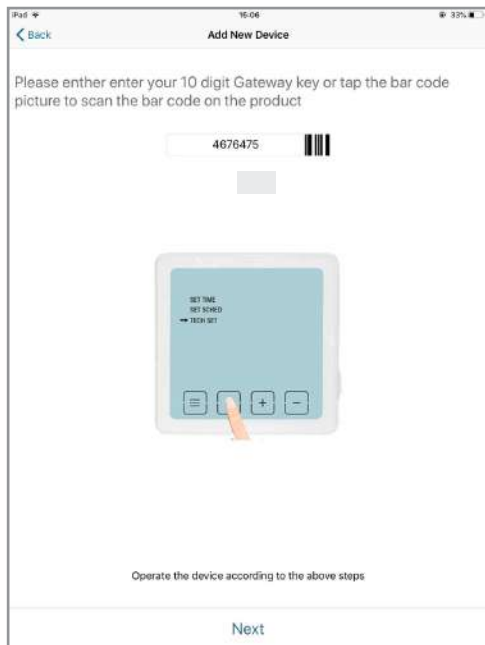 iPad
15:06
33%
Back
Add New Device
Please enther enter your 10 digit Gateway key or tap the bar code
picture to scan the bar code on the product
4676475
SET TIME
SET SCHED
TECH SET
Operate the device according to the above steps
Next